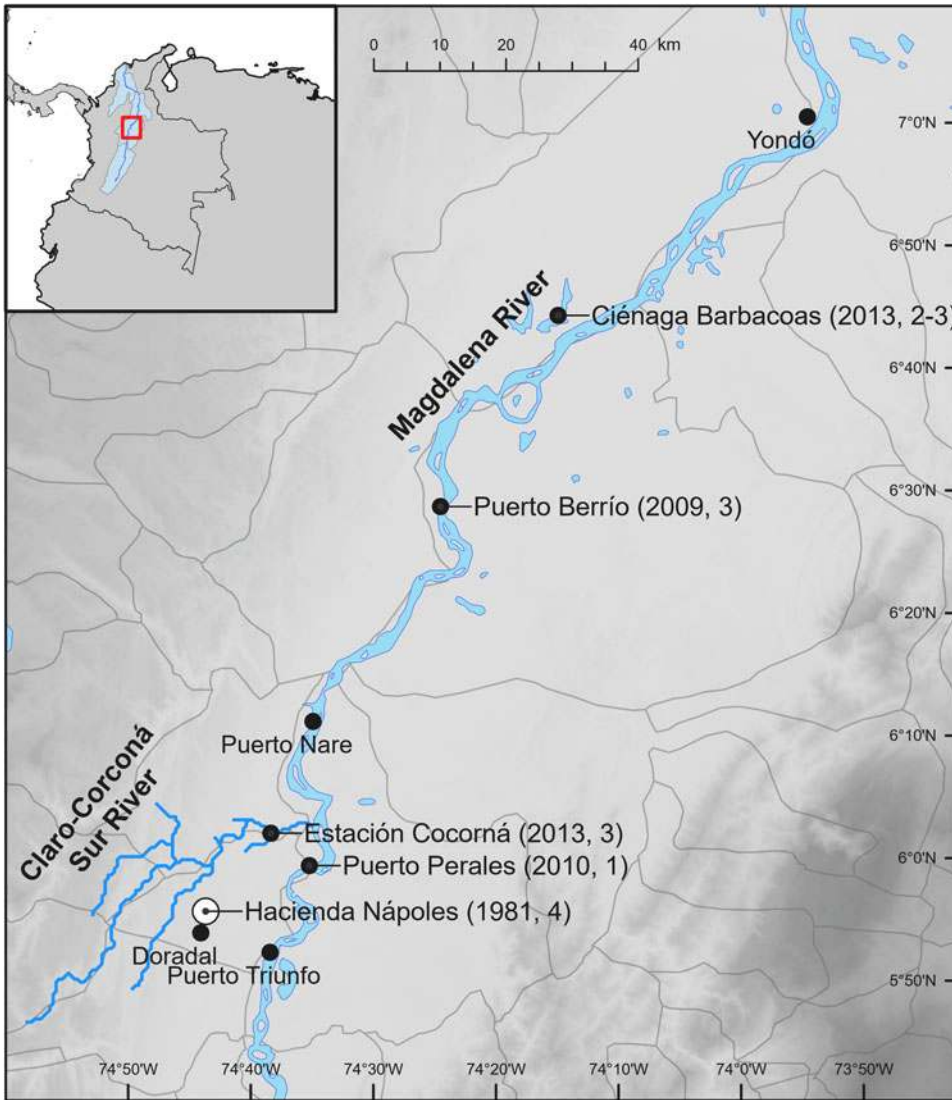 0 20 40 km
10
Yondó
7°0'N
6°50'N
Magdalena River
Ciénaga Barbacoas (2013, 2-3)
6°40'N
6°30'N
Puerto Berrío (2009, 3)
6°20'N
Puerto Nare
6°10'N
Claro-Corconá
Sur River
Estación Cocorná (2013, 3)
6°0'N
Puerto Perales (2010, 1)
Hacienda Nápoles (1981, 4)
Doradal
Puerto Triunfo
5°50'N
74°50'W 74°40'W 74°30'W 74°20'W 74°10'W 74°0'W 73°50'W